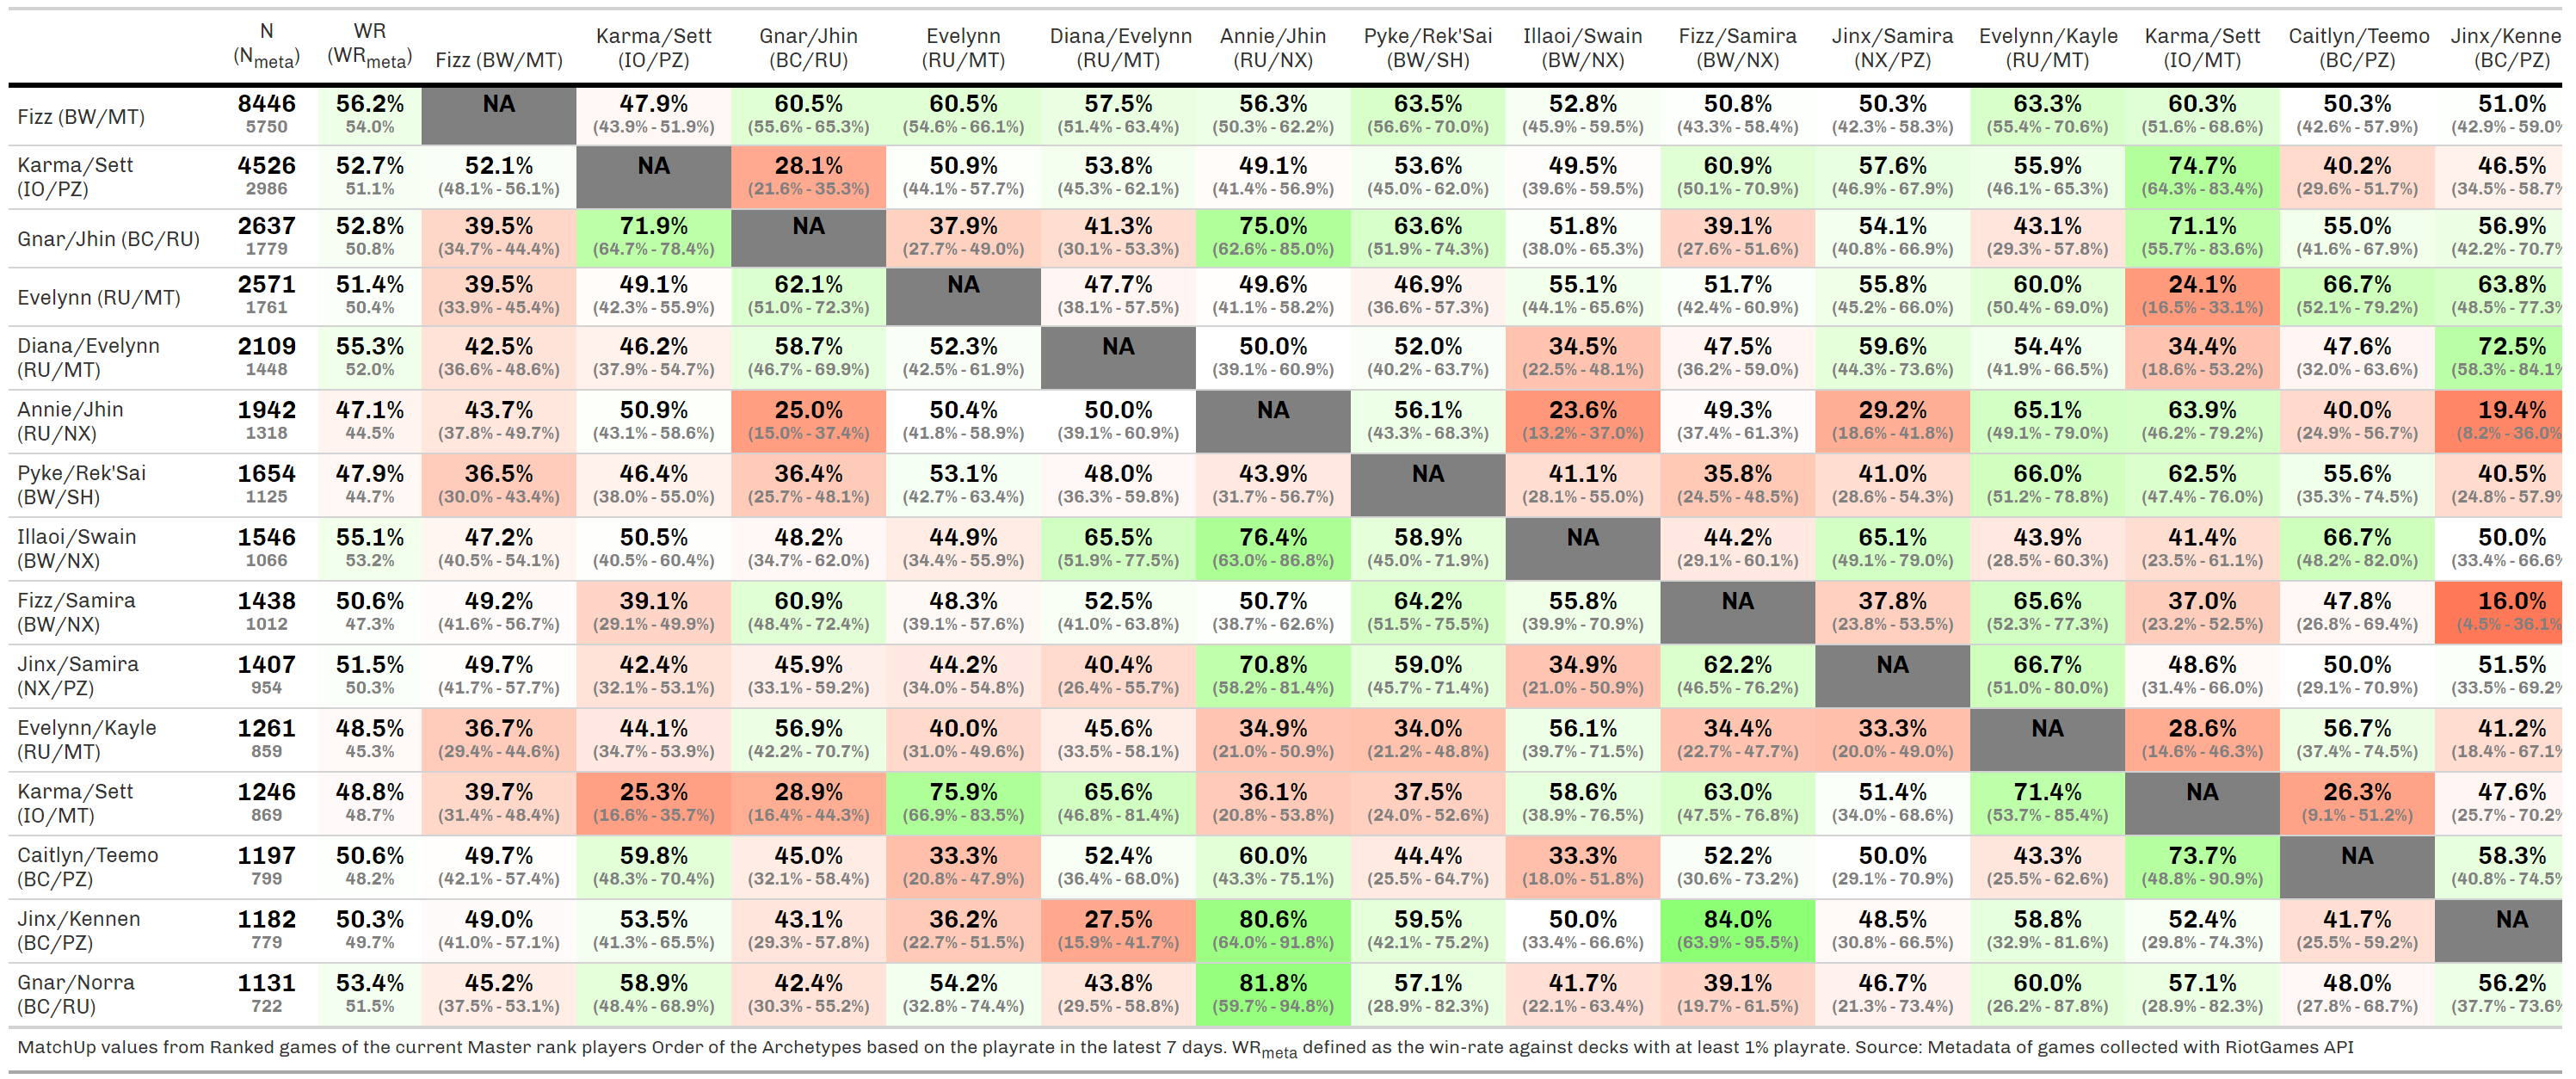 N (Nmeta) WR (WRmeta) Fizz (BW/MT) Karma/Sett (IO/PZ) Gnar/Jhin (BC/RU) Evelynn (RU/MT) Diana/Evelynn (RU/MT) Annie/Jhin (RU/NX) Pyke/Rek'Sai (BW/SH) Illaoi/Swain (BW/NX) Fizz/Samira (BW/NX) Jinx/Samira (NX/PZ) Evelynn/Kayle (RU/MT) Karma/Sett (IO/MT) Caitlyn/Teemo (BC/PZ) Jinx/Kenne (BC/PZ)
Fizz (BW/MT) 8446 56.2% NA 47.9% 60.5% 60.5% 57.5% 56.3% 63.5% 52.8% 50.8% 50.3% 63.3% 60.3% 50.3% 51.0%
5750 54.0% (43.9% - 51.9%) (55.6% - 65.3%) (54.6% - 66.1%) (51.4% - 63.4%) (50.3% - 62.2%) (56.6% - 70.0%) (45.9% - 59.5%) (43.3% - 58.4%) (42.3% - 58.3%) (55.4% - 70.6%) (51.6% - 68.6%) (42.6% - 57.9%) (42.9% - 59.0%
Karma/Sett 4526 52.7% 52.1% NA 28.1% 50.9% 53.8% 49.1% 53.6% 49.5% 60.9% 57.6% 55.9% 74.7% 40.2% 46.5%
(IO/PZ) 2986 51.1% (48.1% - 56.1%) (21.6% - 35.3%) (44.1% - 57.7%) (45.3% - 62.1%) (41.4% - 56.9%) (45.0% - 62.0%) (39.6% - 59.5%) (50.1% - 70.9%) (46.9% - 67.9%) (46.1% - 65.3%) (64.3% - 83.4%) (29.6% - 51.7%) (34.5% - 58.7%
Gnar/Jhin (BC/RU) 2637 52.8% 39.5% 71.9% NA 37.9% 41.3% 75.0% 63.6% 51.8% 39.1% 54.1% 43.1% 71.1% 55.0% 56.9%
1779 50.8% (34.7% - 44.4%) (64.7% - 78.4%) (27.7% - 49.0%) (30.1% - 53.3%) (62.6% - 85.0%) (51.9% - 74.3%) (38.0% - 65.3%) (27.6% - 51.6%) (40.8% - 66.9%) (29.3% - 57.8%) (55.7% - 83.6%) (41.6% - 67.9%) (42.2% - 70.7%
Evelynn (RU/MT) 2571 51.4% 39.5% 49.1% 62.1% NA 47.7% 49.6% 46.9% 55.1% 51.7% 55.8% 60.0% 24.1% 66.7% 63.8%
1761 50.4% (33.9% - 45.4%) (42.3% - 55.9%) (51.0% - 72.3%) (38.1% - 57.5%) (41.1% - 58.2%) (36.6% - 57.3%) (44.1% - 65.6%) (42.4% - 60.9%) (45.2% - 66.0%) (50.4% - 69.0%) (16.5% - 33.1%) (52.1% - 79.2%) (48.5% - 77.3%
Diana/Evelynn 2109 55.3% 42.5% 46.2% 58.7% 52.3% NA 50.0% 52.0% 34.5% 47.5% 59.6% 54.4% 34.4% 47.6% 72.5%
(RU/MT) 1448 52.0% (36.6% - 48.6%) (37.9% - 54.7%) (46.7% - 69.9%) (42.5% - 61.9%) (39.1% - 60.9%) (40.2% - 63.7%) (22.5% - 48.1%) (36.2% - 59.0%) (44.3% - 73.6%) (41.9% - 66.5%) (18.6% - 53.2%) (32.0% - 63.6%) (58.3% - 84.1%
Annie/Jhin 1942 47.1% 43.7% 50.9% 25.0% 50.4% 50.0% NA 56.1% 23.6% 49.3% 29.2% 65.1% 63.9% 40.0% 19.4%
(RU/NX) 1318 44.5% (37.8% - 49.7%) (43.1% - 58.6%) (15.0% - 37.4%) (41.8% - 58.9%) (39.1% - 60.9%) (43.3% - 68.3%) (13.2% - 37.0%) (37.4% - 61.3%) (18.6% - 41.8%) (49.1% - 79.0%) (46.2% - 79.2%) (24.9% - 56.7%) (8.2% - 36.0%
Pyke/Rek'Sai 1654 47.9% 36.5% 46.4% 36.4% 53.1% 48.0% 43.9% NA 41.1% 35.8% 41.0% 66.0% 62.5% 55.6% 40.5%
(BW/SH) 1125 44.7% (30.0% - 43.4%) (38.0% - 55.0%) (25.7% - 48.1%) (42.7% - 63.4%) (36.3% - 59.8%) (31.7% - 56.7%) (28.1% - 55.0%) (24.5% - 48.5%) (28.6% - 54.3%) (51.2% - 78.8%) (47.4% - 76.0%) (35.3% - 74.5%) (24.8% - 57.9%
Illaoi/Swain 1546 55.1% 47.2% 50.5% 48.2% 44.9% 65.5% 76.4% 58.9% NA 44.2% 65.1% 43.9% 41.4% 66.7% 50.0%
(BW/NX) 1066 53.2% (40.5% - 54.1%) (40.5% - 60.4%) (34.7% - 62.0%) (34.4% - 55.9%) (51.9% - 77.5%) (63.0% - 86.8%) (45.0% - 71.9%) (29.1% - 60.1%) (49.1% - 79.0%) (28.5% - 60.3%) (23.5% - 61.1%) (48.2% - 82.0%) (33.4% - 66.6%
Fizz/Samira 1438 50.6% 49.2% 39.1% 60.9% 48.3% 52.5% 50.7% 64.2% 55.8% NA 37.8% 65.6% 37.0% 47.8% 16.0%
(BW/NX) 1012 47.3% (41.6% - 56.7%) (29.1% - 49.9%) (48.4% - 72.4%) (39.1% - 57.6%) (41.0% - 63.8%) (38.7% - 62.6%) (51.5% - 75.5%) (39.9% - 70.9%) (23.8% - 53.5%) (52.3% - 77.3%) (23.2% - 52.5%) (26.8% - 69.4%) (4.5% - 36.1%
Jinx/Samira 1407 51.5% 49.7% 42.4% 45.9% 44.2% 40.4% 70.8% 59.0% 34.9% 62.2% NA 66.7% 48.6% 50.0% 51.5%
(NX/PZ) 954 50.3% (41.7% - 57.7%) (32.1% - 53.1%) (33.1% - 59.2%) (34.0% - 54.8%) (26.4% - 55.7%) (58.2% - 81.4%) (45.7% - 71.4%) (21.0% - 50.9%) (46.5% - 76.2%) (51.0% - 80.0%) (31.4% - 66.0%) (29.1% - 70.9%) (33.5% - 69.2%
Evelynn/Kayle 1261 48.5% 36.7% 44.1% 56.9% 40.0% 45.6% 34.9% 34.0% 56.1% 34.4% 33.3% NA 28.6% 56.7% 41.2%
(RU/MT) 859 45.3% (29.4% - 44.6%) (34.7% - 53.9%) (42.2% - 70.7%) (31.0% - 49.6%) (33.5% - 58.1%) (21.0% - 50.9%) (21.2% - 48.8%) (39.7% - 71.5%) (22.7% - 47.7%) (20.0% - 49.0%) (14.6% - 46.3%) (37.4% - 74.5%) (18.4% - 67.1%
Karma/Sett 1246 48.8% 39.7% 25.3% 28.9% 75.9% 65.6% 36.1% 37.5% 58.6% 63.0% 51.4% 71.4% NA 26.3% 47.6%
(IO/MT) 869 48.7% (31.4% - 48.4%) (16.6% - 35.7%) (16.4% - 44.3%) (66.9% - 83.5%) (46.8% - 81.4%) (20.8% - 53.8%) (24.0% - 52.6%) (38.9% - 76.5%) (47.5% - 76.8%) (34.0% - 68.6%) (53.7% - 85.4%) (9.1% - 51.2%) (25.7% - 70.2%
Caitlyn/Teemo 1197 50.6% 49.7% 59.8% 45.0% 33.3% 52.4% 60.0% 44.4% 33.3% 52.2% 50.0% 43.3% 73.7% NA 58.3%
(BC/PZ) 799 48.2% (42.1% - 57.4%) (48.3% - 70.4%) (32.1% - 58.4%) (20.8% - 47.9%) (36.4% - 68.0%) (43.3% - 75.1%) (25.5% - 64.7%) (18.0% - 51.8%) (30.6% - 73.2%) (29.1% - 70.9%) (25.5% - 62.6%) (48.8% - 90.9%) (40.8% - 74.5%
Jinx/Kennen 1182 50.3% 49.0% 53.5% 43.1% 36.2% 27.5% 80.6% 59.5% 50.0% 84.0% 48.5% 58.8% 52.4% 41.7% NA
(BC/PZ) 779 49.7% (41.0% - 57.1%) (41.3% - 65.5%) (29.3% - 57.8%) (22.7% - 51.5%) (15.9% - 41.7%) (64.0% - 91.8%) (42.1% - 75.2%) (33.4% - 66.6%) (63.9% - 95.5%) (30.8% - 66.5%) (32.9% - 81.6%) (29.8% - 74.3%) (25.5% - 59.2%)
Gnar/Norra 1131 53.4% 45.2% 58.9% 42.4% 54.2% 43.8% 81.8% 57.1% 41.7% 39.1% 46.7% 60.0% 57.1% 48.0% 56.2%
(BC/RU) 722 51.5% (37.5% - 53.1%) (48.4% - 68.9%) (30.3% - 55.2%) (32.8% - 74.4%) (29.5% - 58.8%) (59.7% - 94.8%) (28.9% - 82.3%) (22.1% - 63.4%) (19.7% - 61.5%) (21.3% - 73.4%) (26.2% - 87.8%) (28.9% - 82.3%) (27.8% - 68.7%) (37.7% - 73.6%
MatchUp values from Ranked games of the current Master rank players Order of the Archetypes based on the playrate in the latest 7 days. WRmeta defined as the win-rate against decks with at least 1% playrate. Source: Metadata of games collected with RiotGames API